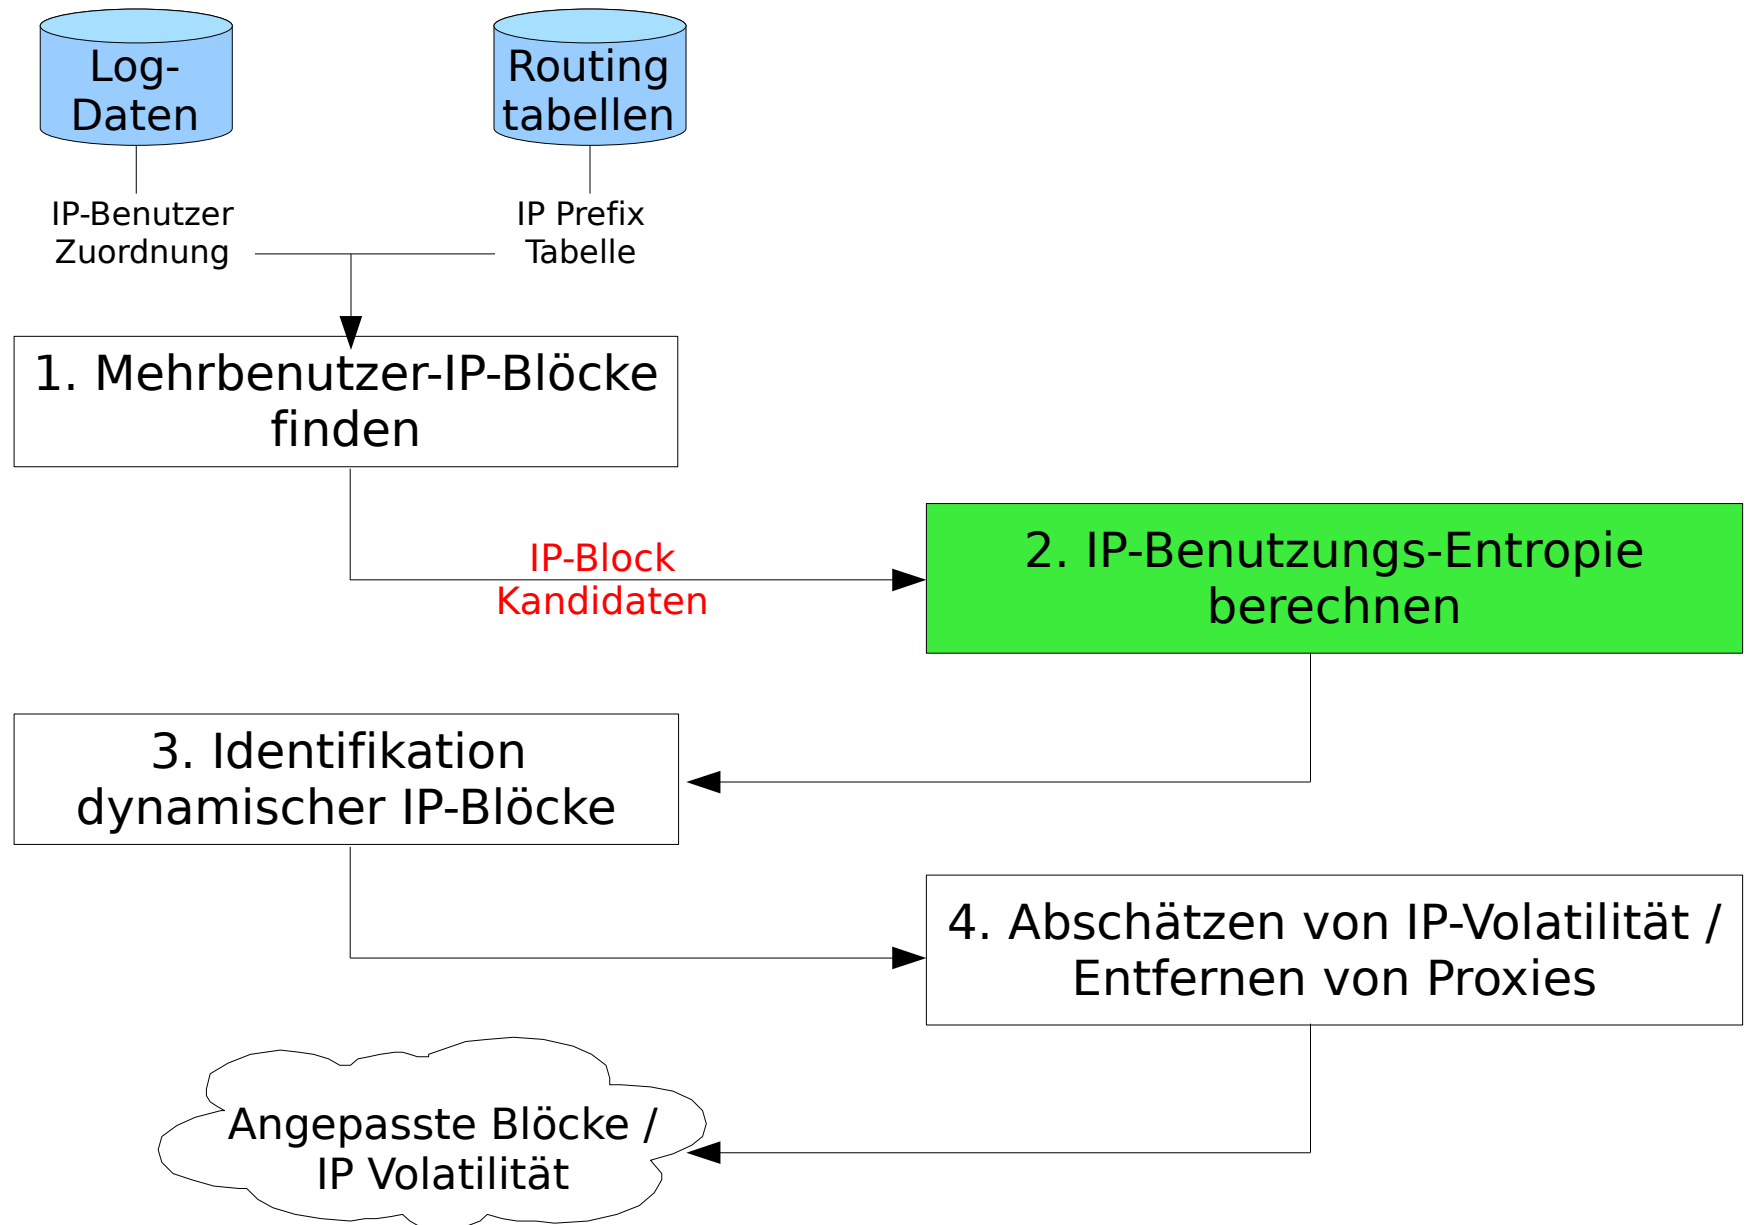 Log-
Daten
Routing
tabellen
IP-Benutzer
Zuordnung
IP Prefix
Tabelle
1. Mehrbenutzer-IP-Blöcke
finden
IP-Block
Kandidaten
2. IP-Benutzungs-Entropie
berechnen
3. Identifikation
dynamischer IP-Blöcke
4. Abschätzen von IP-Volatilität /
Entfernen von Proxies
Angepasste Blöcke /
IP Volatilität